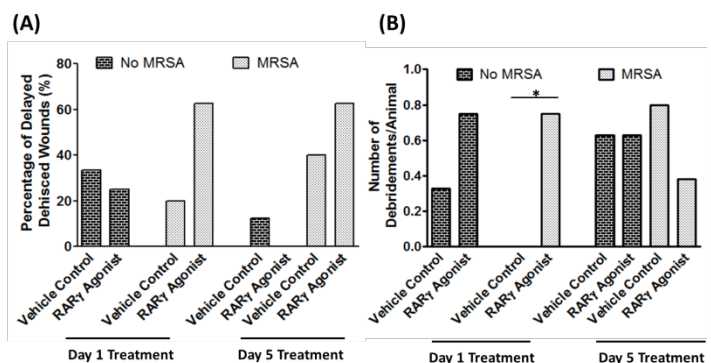 (A)
No MRSA
MRSA
Percentage of Delayed
Dehisced Wounds (%)
80
60
40
20
0
Vehicle Control
RARγ Agonist
Vehicle Control
RARγ Agonist
Vehicle Control
RARγ Agonist
Vehicle Control
RARγ Agonist
Day 1 Treatment
Day 5 Treatment
(B)
No MRSA
MRSA
*
Number of
Debridements/Animal
1.0
0.8
0.6
0.4
0.2
0.0
Vehicle Control
RARγ Agonist
Vehicle Control
RARγ Agonist
Vehicle Control
RARγ Agonist
Vehicle Control
RARγ Agonist
Day 1 Treatment
Day 5 Treatment